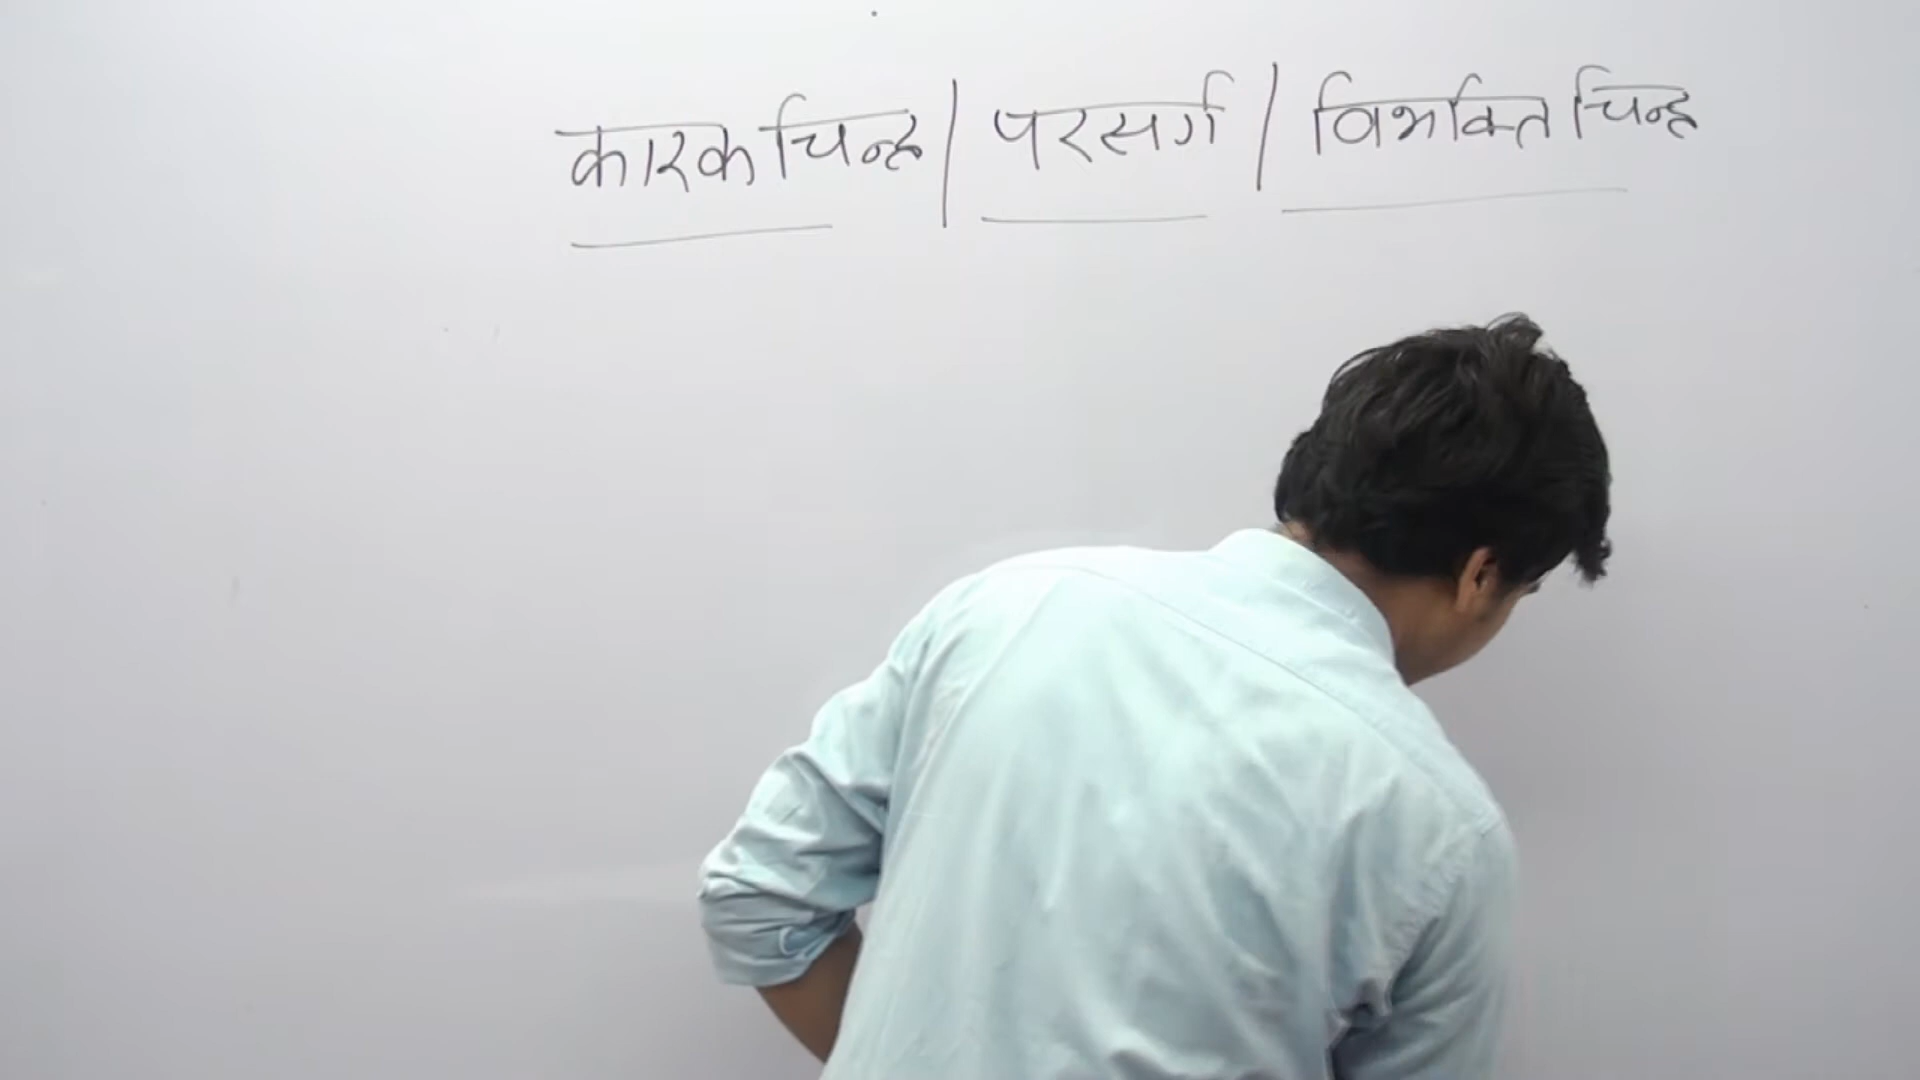 कारक चिन्ह | परसर्ग | विभक्ति चिन्ह